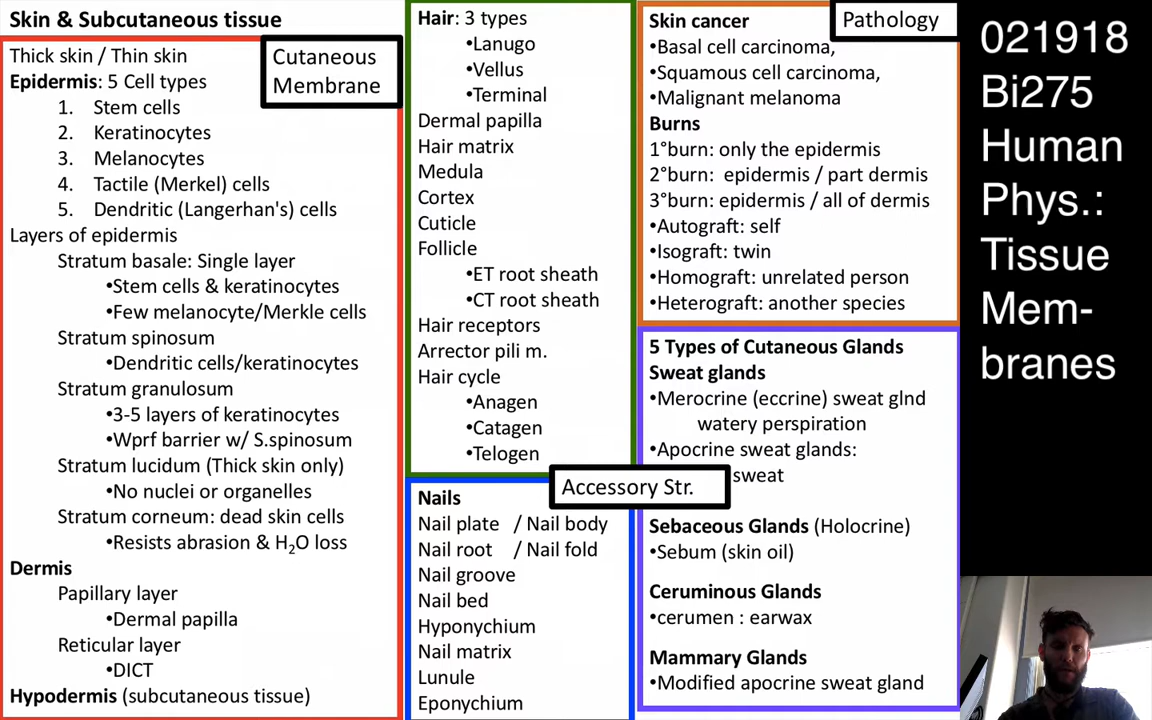 Skin & Subcutaneous tissue
Cutaneous
Membrane
Thick skin / Thin skin
Epidermis: 5 Cell types
1. Stem cells
2. Keratinocytes
3. Melanocytes
4. Tactile (Merkel) cells
5. Dendritic (Langerhan's) cells
Layers of epidermis
Stratum basale: Single layer
•Stem cells & keratinocytes
•Few melanocyte/Merkle cells
Stratum spinosum
•Dendritic cells/keratinocytes
Stratum granulosum
•3-5 layers of keratinocytes
•Wprf barrier w/ S.spinosum
Stratum lucidum (Thick skin only)
•No nuclei or organelles
Stratum corneum: dead skin cells
•Resists abrasion & H₂O loss
Dermis
Papillary layer
•Dermal papilla
Reticular layer
•DICT
Hypodermis (subcutaneous tissue)
Hair: 3 types
•Lanugo
•Vellus
•Terminal
Dermal papilla
Hair matrix
Medula
Cortex
Cuticle
Follicle
•ET root sheath
•CT root sheath
Hair receptors
Arrector pili m.
Hair cycle
•Anagen
•Catagen
•Telogen
Accessory Str.
Nails
Nail plate / Nail body
Nail root / Nail fold
Nail groove
Nail bed
Hyponychium
Nail matrix
Lunule
Eponychium
Pathology
Skin cancer
•Basal cell carcinoma,
•Squamous cell carcinoma,
•Malignant melanoma
Burns
1°burn: only the epidermis
2°burn: epidermis / part dermis
3°burn: epidermis / all of dermis
•Autograft: self
•Isograft: twin
•Homograft: unrelated person
•Heterograft: another species
5 Types of Cutaneous Glands
Sweat glands
•Merocrine (eccrine) sweat glnd
watery perspiration
•Apocrine sweat glands:
sweat
Sebaceous Glands (Holocrine)
•Sebum (skin oil)
Ceruminous Glands
•cerumen : earwax
Mammary Glands
•Modified apocrine sweat gland
021918
Bi275
Human
Phys.:
Tissue
Mem-
branes